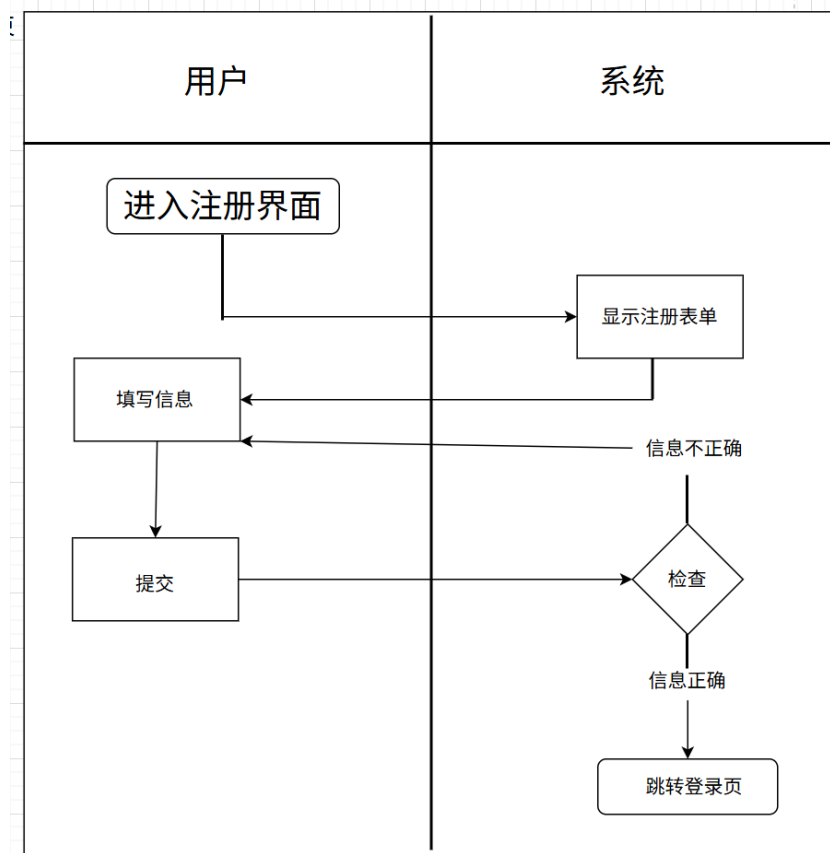 用户
系统
进入注册界面
显示注册表单
填写信息
信息不正确
提交
检查
信息正确
跳转登录页